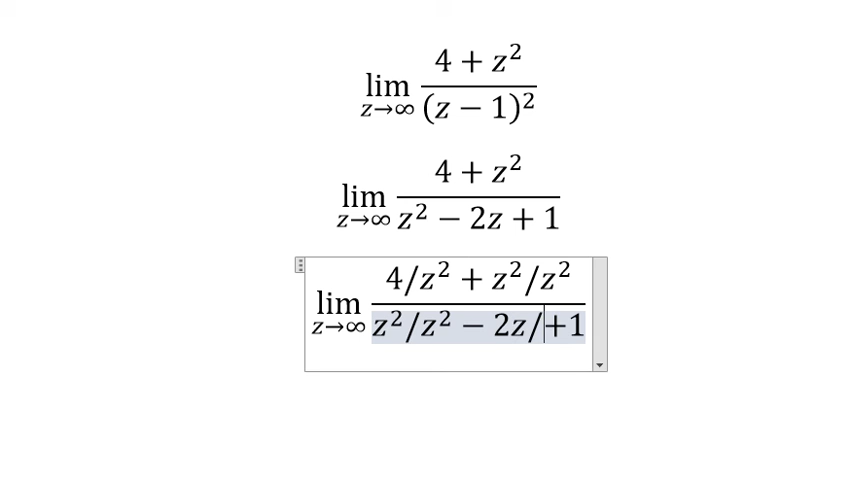 lim z→∞ (4 + z²)/((z − 1)²)
lim z→∞ (4 + z²)/(z² − 2z + 1)
lim z→∞ (4/z² + z²/z²)/(z²/z² − 2z/+1)